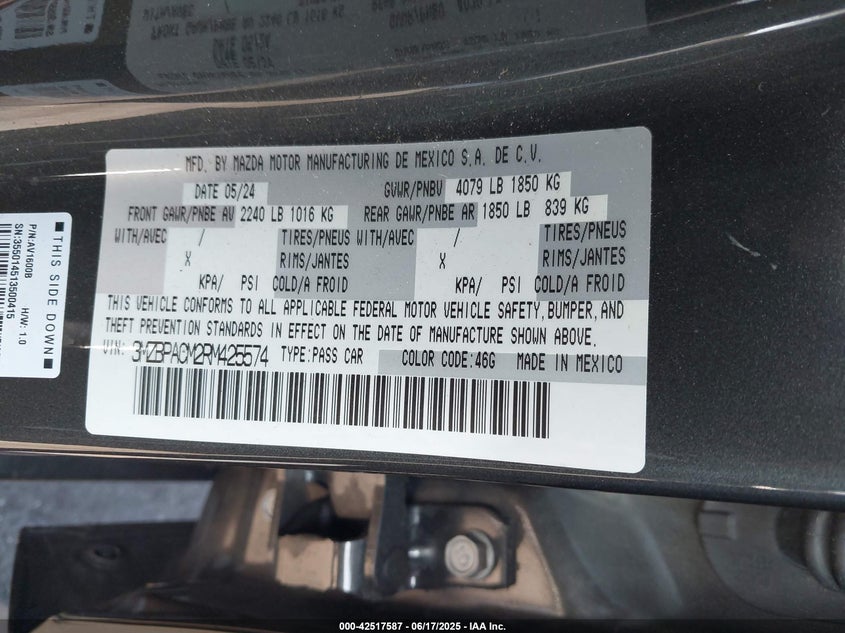 MFD. BY MAZDA MOTOR MANUFACTURING DE MEXICO S.A. DE C.V.
DATE 05/24 GVWR/PNBV 4079 LB 1850 KG
FRONT GAWR/PNBE AV 2240 LB 1016 KG REAR GAWR/PNBE AR 1850 LB 839 KG
WITH/AVEC / TIRES/PNEUS WITH/AVEC / TIRES/PNEUS
X RIMS/JANTES X RIMS/JANTES
KPA/ PSI COLD/A FROID KPA/ PSI COLD/A FROID
THIS VEHICLE CONFORMS TO ALL APPLICABLE FEDERAL MOTOR VEHICLE SAFETY, BUMPER, AND
THEFT PREVENTION STANDARDS IN EFFECT ON THE DATE OF MANUFACTURE SHOWN ABOVE.
VIN: 3MZBPACM2RM425574 TYPE:PASS CAR COLOR CODE:46G MADE IN MEXICO
THIS SIDE DOWN
P/N:AV1600B H/W: 1.0
SN:355014513500415
000-42517587 - 06/17/2025 - IAA Inc.